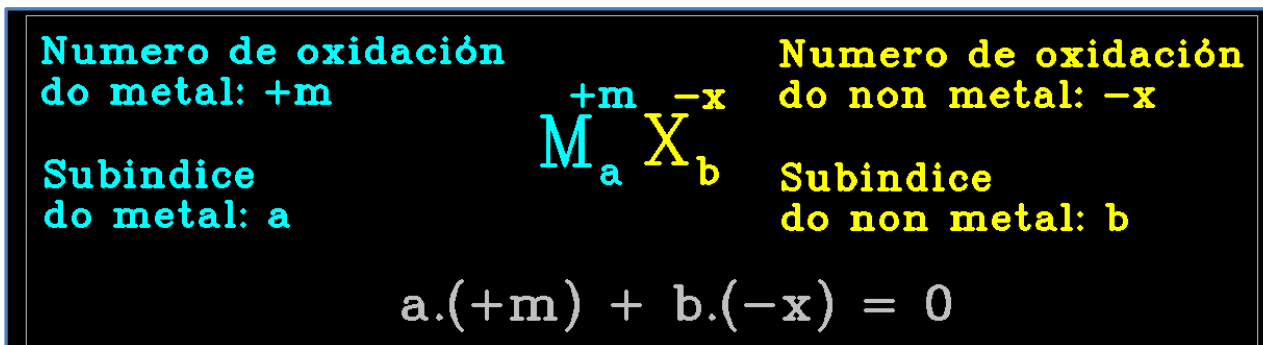 Numero de oxidación
do metal: +m
Subindice
do metal: a
+m -x
M a X b
Numero de oxidación
do non metal: -x
Subindice
do non metal: b
a.(+m) + b.(-x) = 0